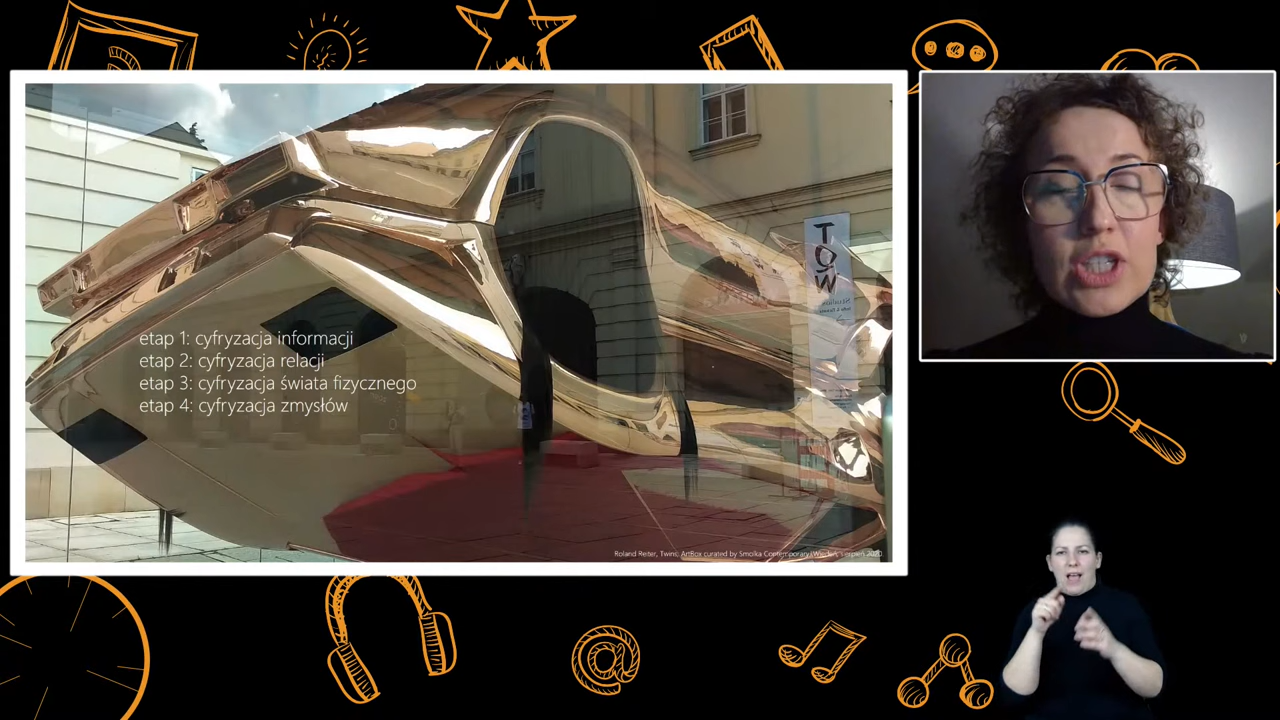 etap 1: cyfryzacja informacji
etap 2: cyfryzacja relacji
etap 3: cyfryzacja świata fizycznego
etap 4: cyfryzacja zmysłów
TOW
Roland Reiter, Twins; ArtBox curated by Smolka Contemporary (Wiedeń, sierpień 2020)